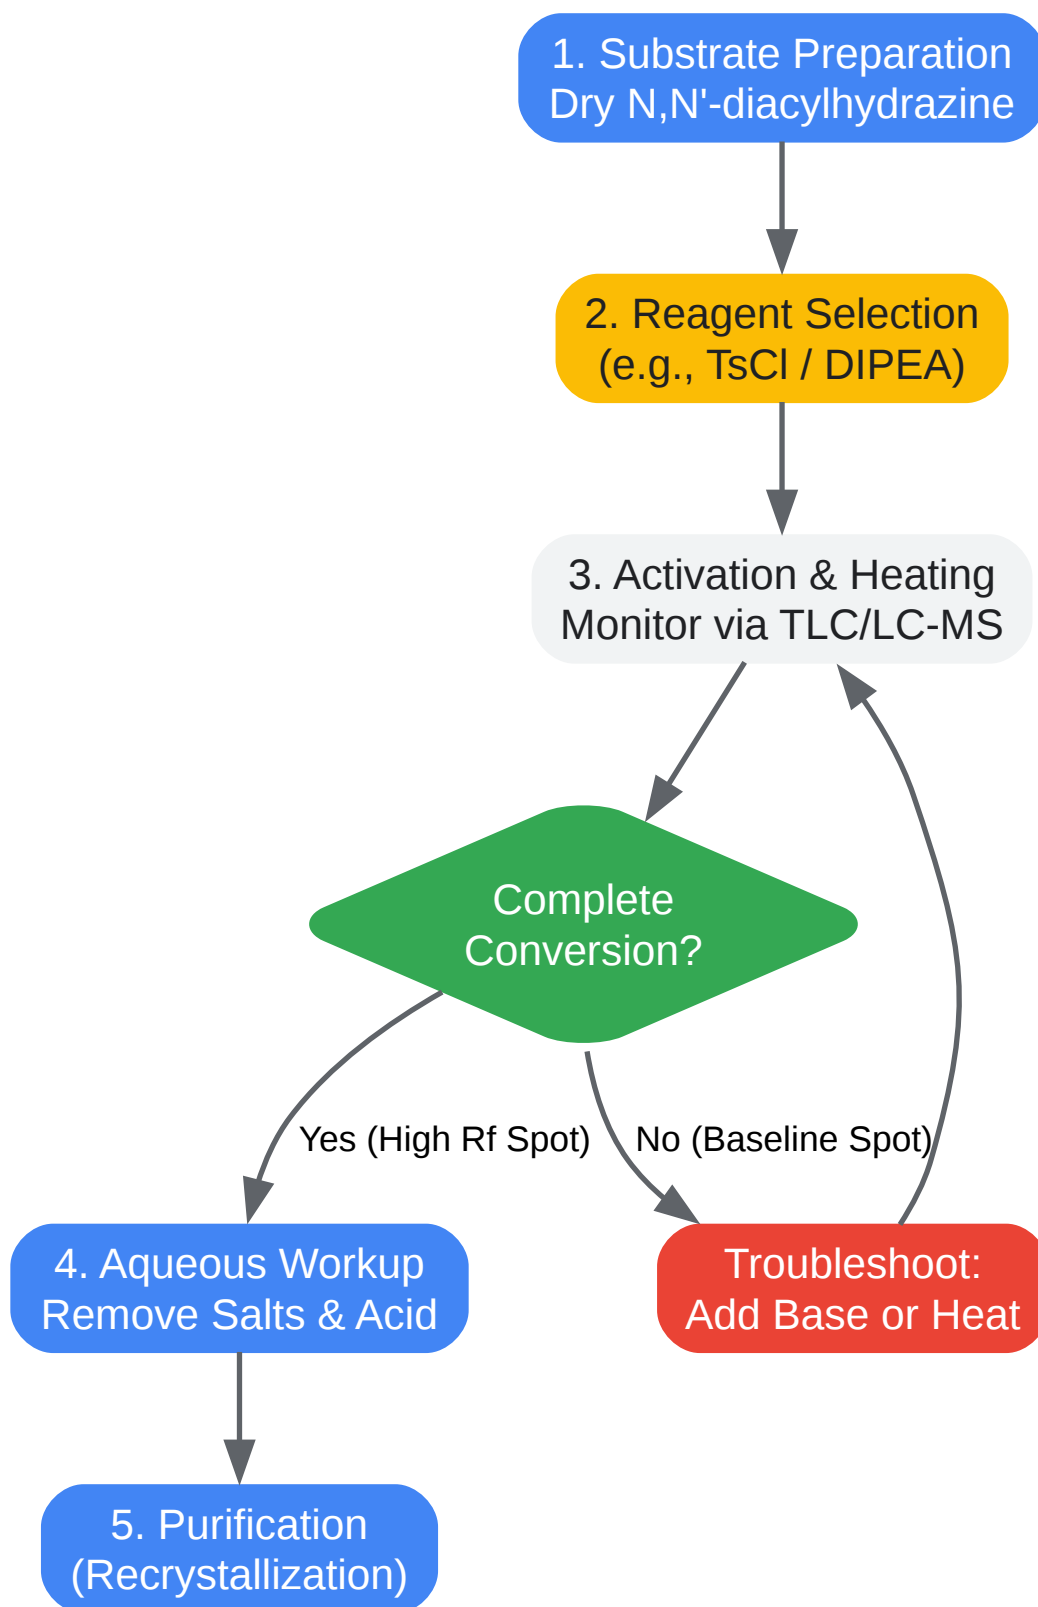 1. Substrate Preparation
Dry N,N'-diacylhydrazine
2. Reagent Selection
(e.g., TsCl / DIPEA)
3. Activation & Heating
Monitor via TLC/LC-MS
Complete
Conversion?
Yes (High Rf Spot)
No (Baseline Spot)
4. Aqueous Workup
Remove Salts & Acid
Troubleshoot:
Add Base or Heat
5. Purification
(Recrystallization)